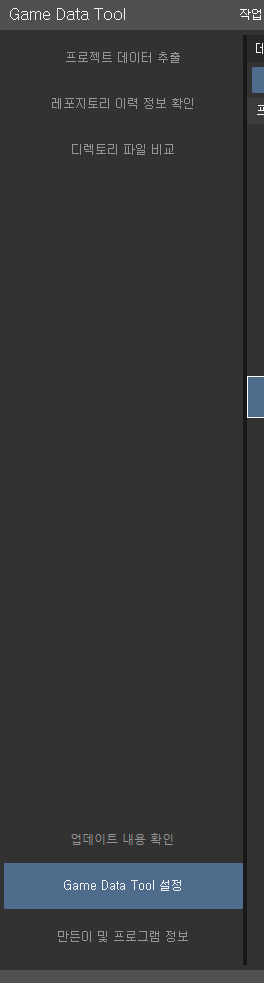 Game Data Tool
작업
프로젝트 데이터 추출
레포지토리 이력 정보 확인
디렉토리 파일 비교
업데이트 내용 확인
Game Data Tool 설정
만든이 및 프로그램 정보